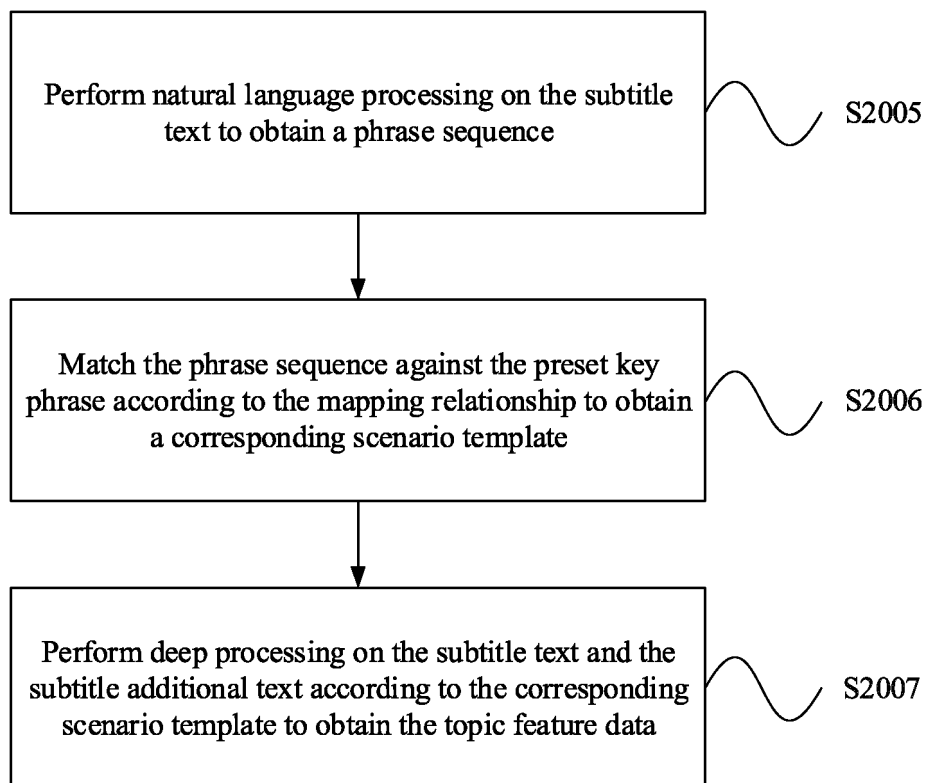 Perform natural language processing on the subtitle
text to obtain a phrase sequence
S2005
Match the phrase sequence against the preset key
phrase according to the mapping relationship to obtain
a corresponding scenario template
S2006
Perform deep processing on the subtitle text and the
subtitle additional text according to the corresponding
scenario template to obtain the topic feature data
S2007